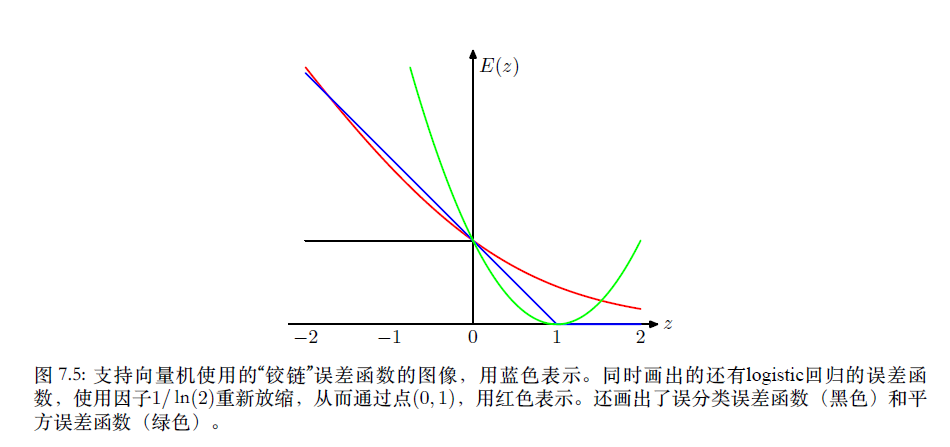 E(z)
z
−2 −1 0 1 2
图 7.5: 支持向量机使用的“铰链”误差函数的图像，用蓝色表示。同时画出的还有logistic回归的误差函
数，使用因子1/ ln(2)重新放缩，从而通过点(0, 1)，用红色表示。还画出了误分类误差函数（黑色）和平
方误差函数（绿色）。